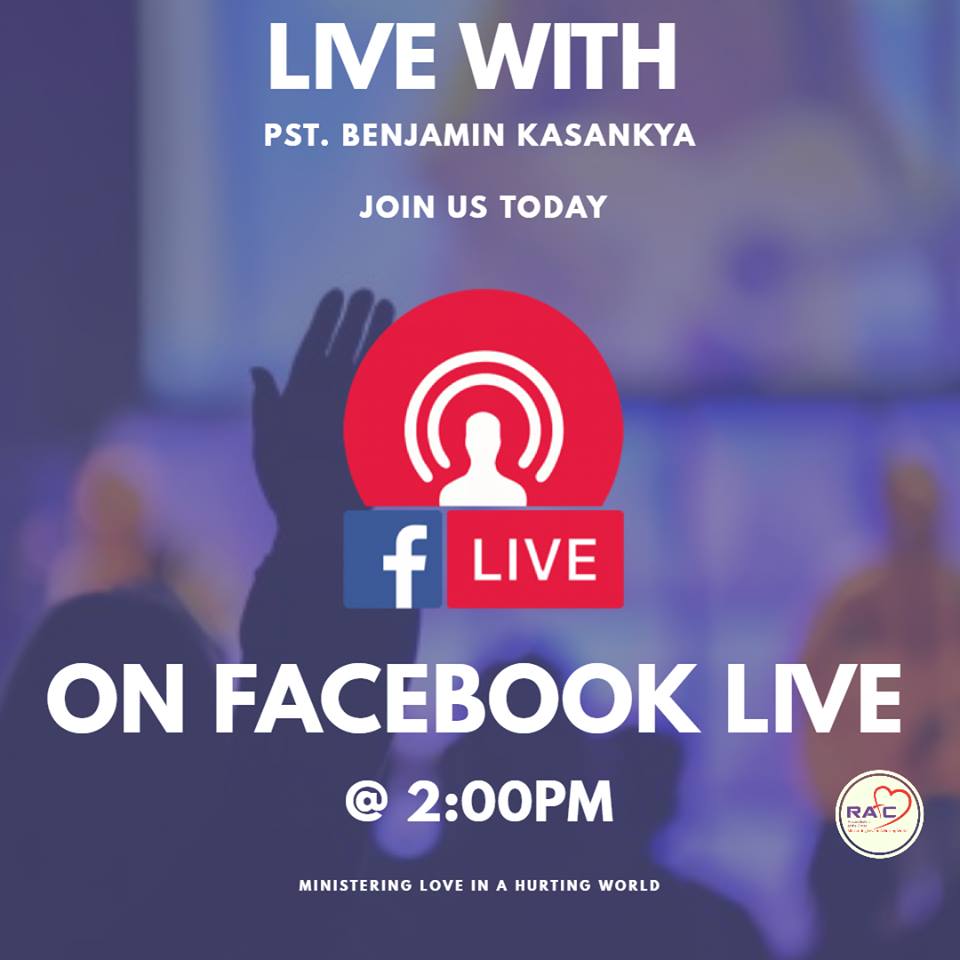 LIVE WITH
PST. BENJAMIN KASANKYA
JOIN US TODAY
f LIVE
ON FACEBOOK LIVE
@ 2:00PM
RAFC
MINISTERING LOVE IN A HURTING WORLD